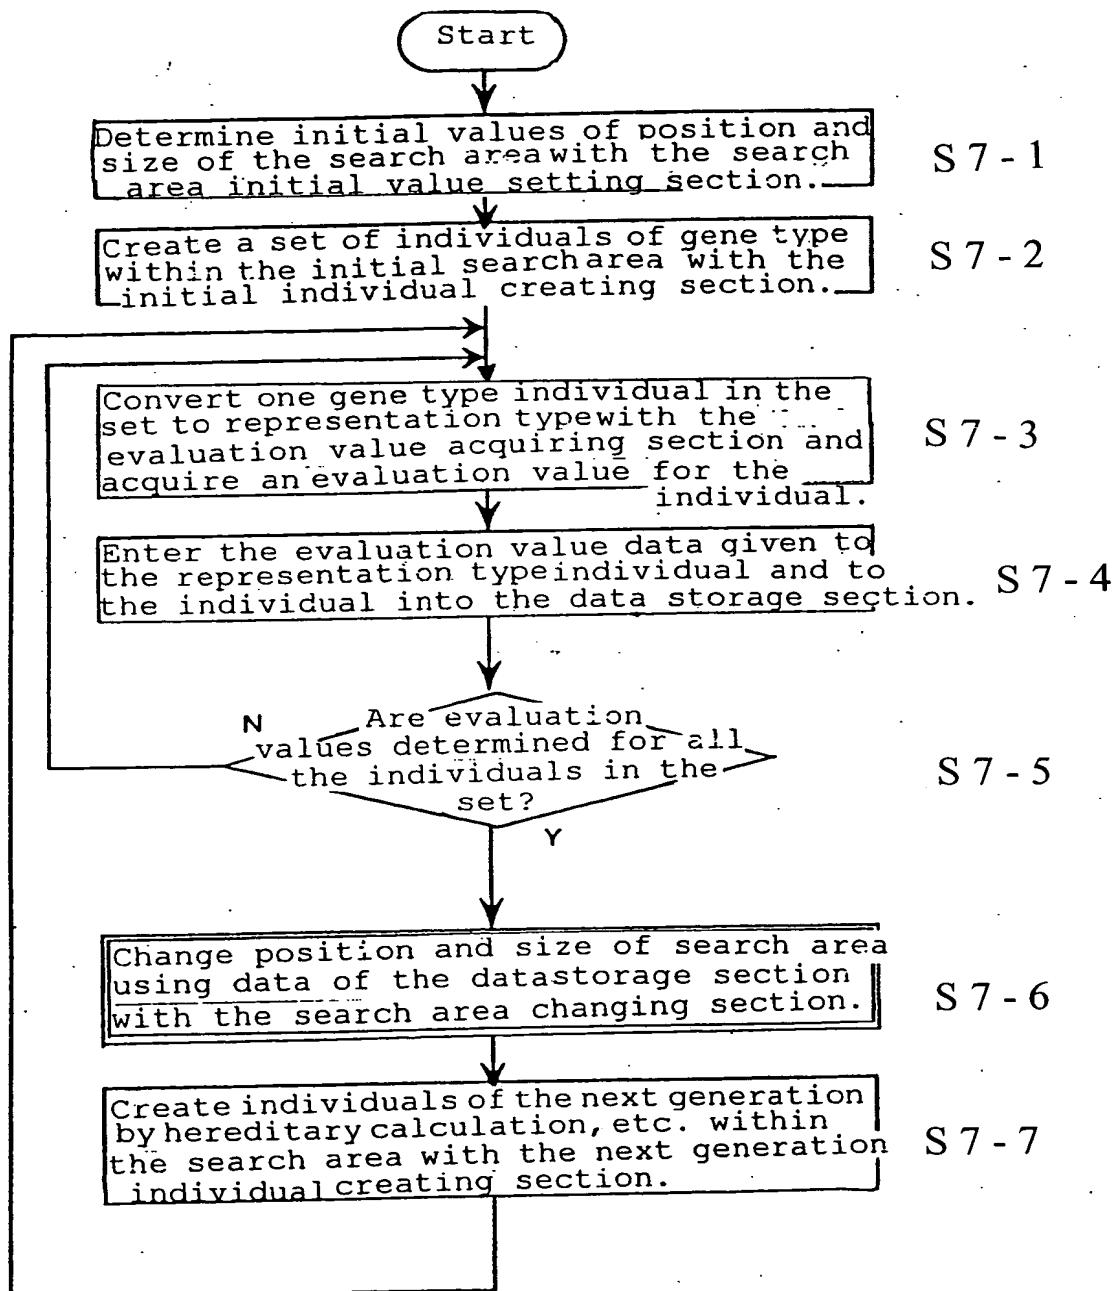 Start
Determine initial values of position and
size of the search area with the search
area initial value setting section.
S7-1
Create a set of individuals of gene type
within the initial search area with the
initial individual creating section.
S7-2
Convert one gene type individual in the
set to representation type with the
evaluation value acquiring section and
acquire an evaluation value for the
individual.
S7-3
Enter the evaluation value data given to
the representation type individual and to
the individual into the data storage section.
S7-4
N
Are evaluation
values determined for all
the individuals in the
set?
Y
S7-5
Change position and size of search area
using data of the data storage section
with the search area changing section.
S7-6
Create individuals of the next generation
by hereditary calculation, etc. within
the search area with the next generation
individual creating section.
S7-7